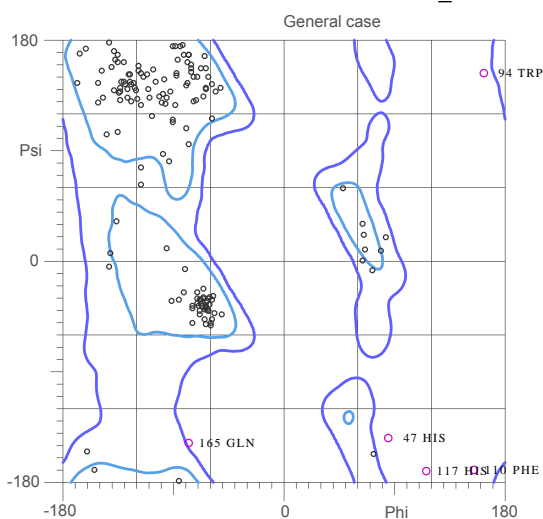 General case
180
94 TRP
Psi
0
165 GLN
47 HIS
117 HIS
110 PHE
-180
-180
0
Phi
180